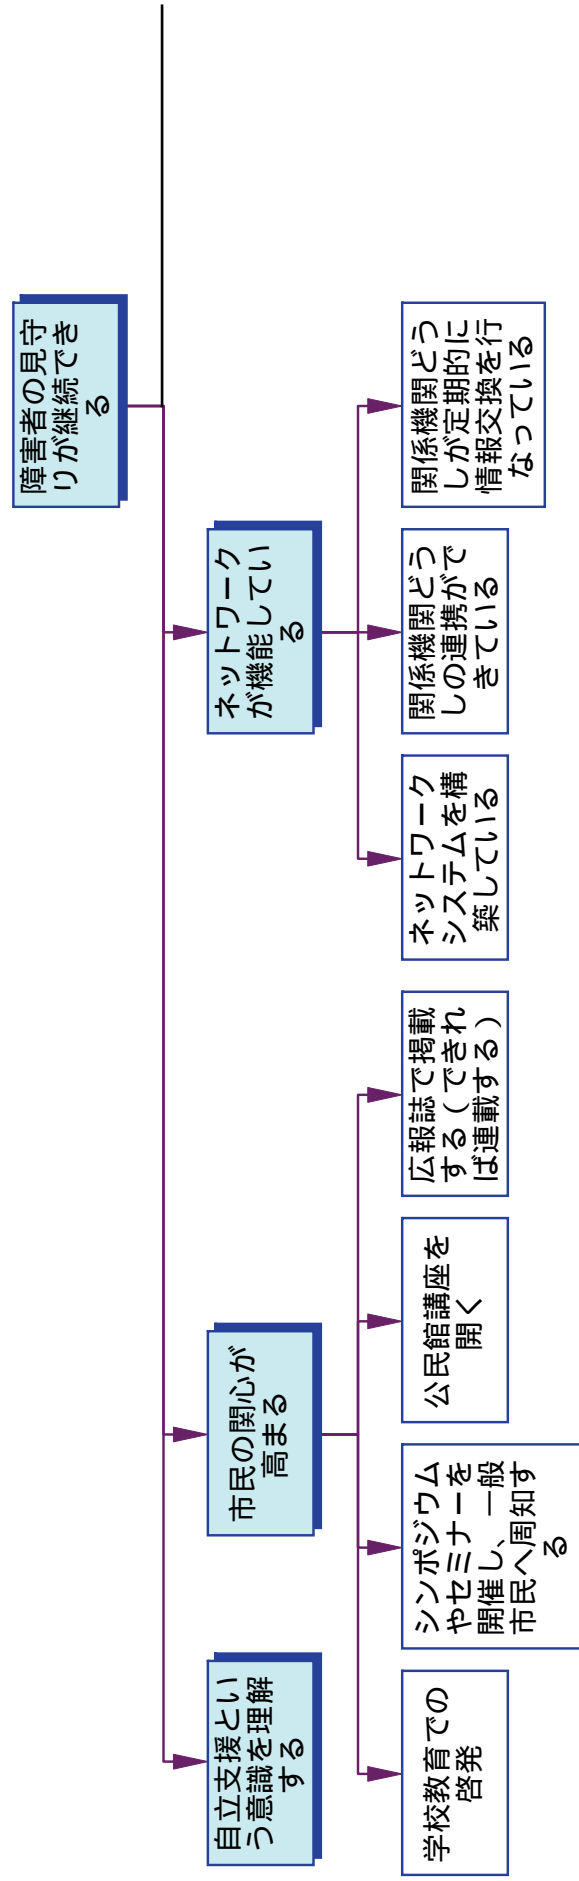 障害者の見守
りが継続でき
る
自立支援とい
う意識を理解
する
市民の関心が
高まる
ネットワーク
が機能してい
る
学校教育での
啓発
シンポジウム
やセミナーを
開催し、一般
市民へ周知す
る
公民館講座を
開く
広報誌で掲載
する（できれ
ば連載する）
ネットワーク
システムを構
築している
関係機関どう
しの連携がで
きている
関係機関どう
しが定期的に
情報交換を行
なっている